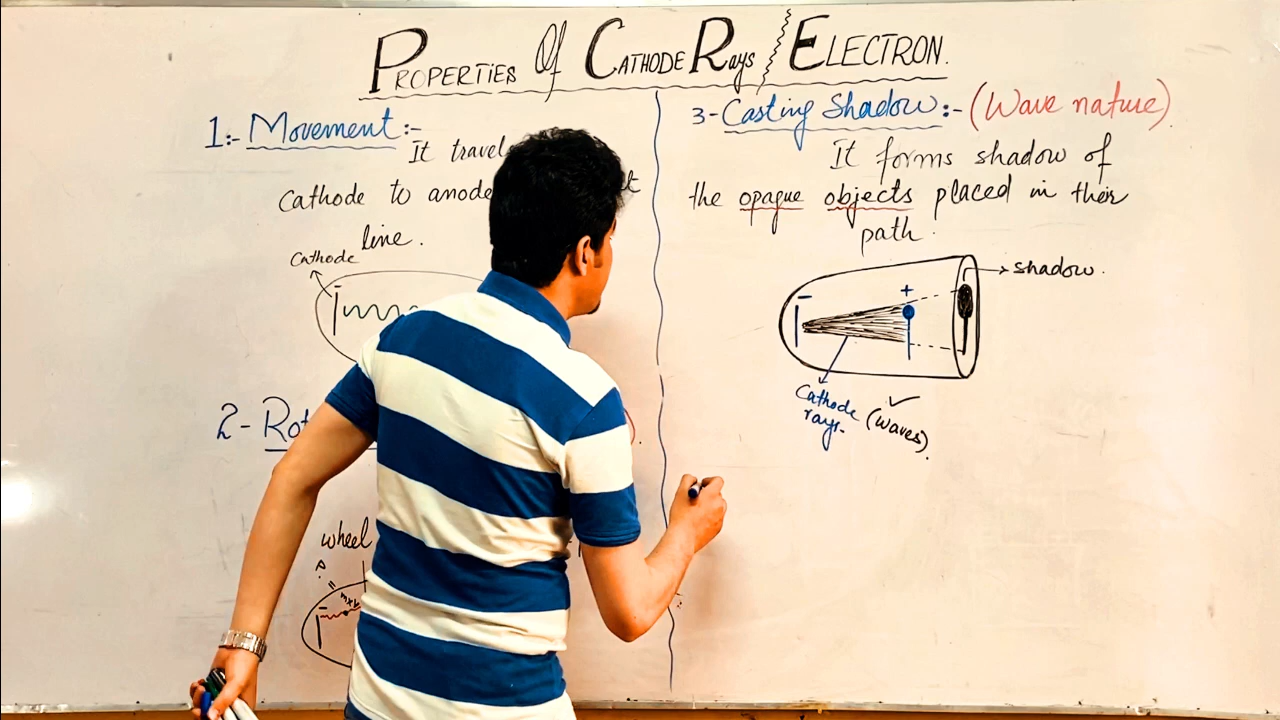 PROPERTIES Of CATHODE RAYS / ELECTRON.
1:- Movement:-
It travel
Cathode to anode
line.
Cathode
2- Rot
wheel
3- Casting Shadow:- (Wave nature)
It forms shadow of
the opaque objects placed in their
path.
+
→ shadow.
Cathode (waves).
rays.